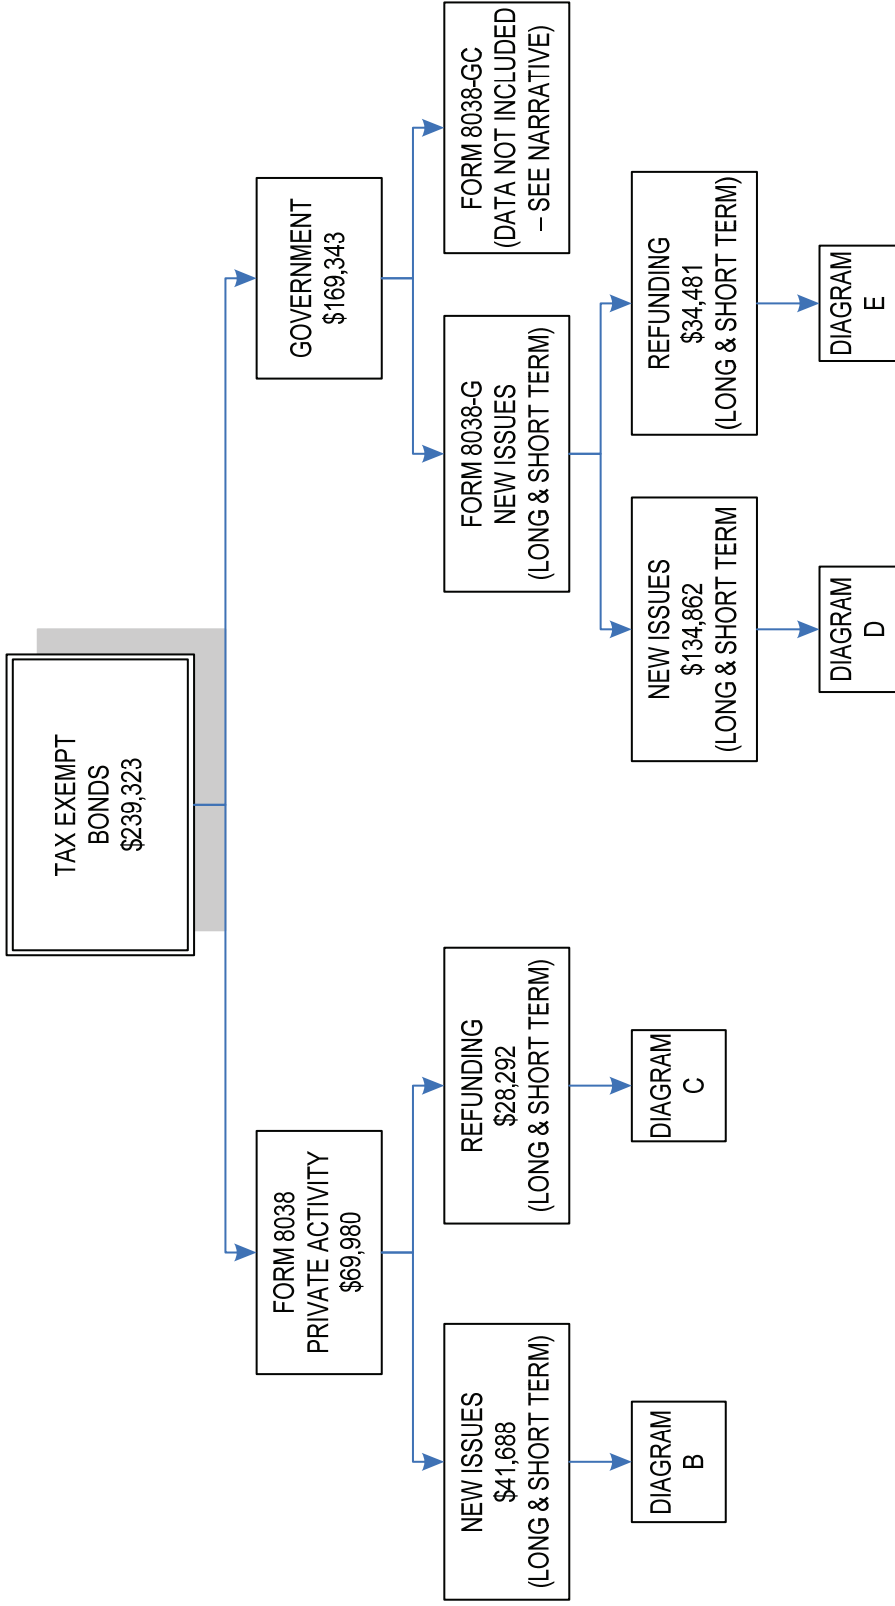 TAX EXEMPT
BONDS
$239,323
FORM 8038
PRIVATE ACTIVITY
$69,980
GOVERNMENT
$169,343
NEW ISSUES
$41,688
(LONG & SHORT TERM)
REFUNDING
$28,292
(LONG & SHORT TERM)
FORM 8038-G
NEW ISSUES
(LONG & SHORT TERM)
FORM 8038-GC
(DATA NOT INCLUDED
– SEE NARRATIVE)
DIAGRAM
B
DIAGRAM
C
NEW ISSUES
$134,862
(LONG & SHORT TERM
REFUNDING
$34,481
(LONG & SHORT TERM)
DIAGRAM
D
DIAGRAM
E